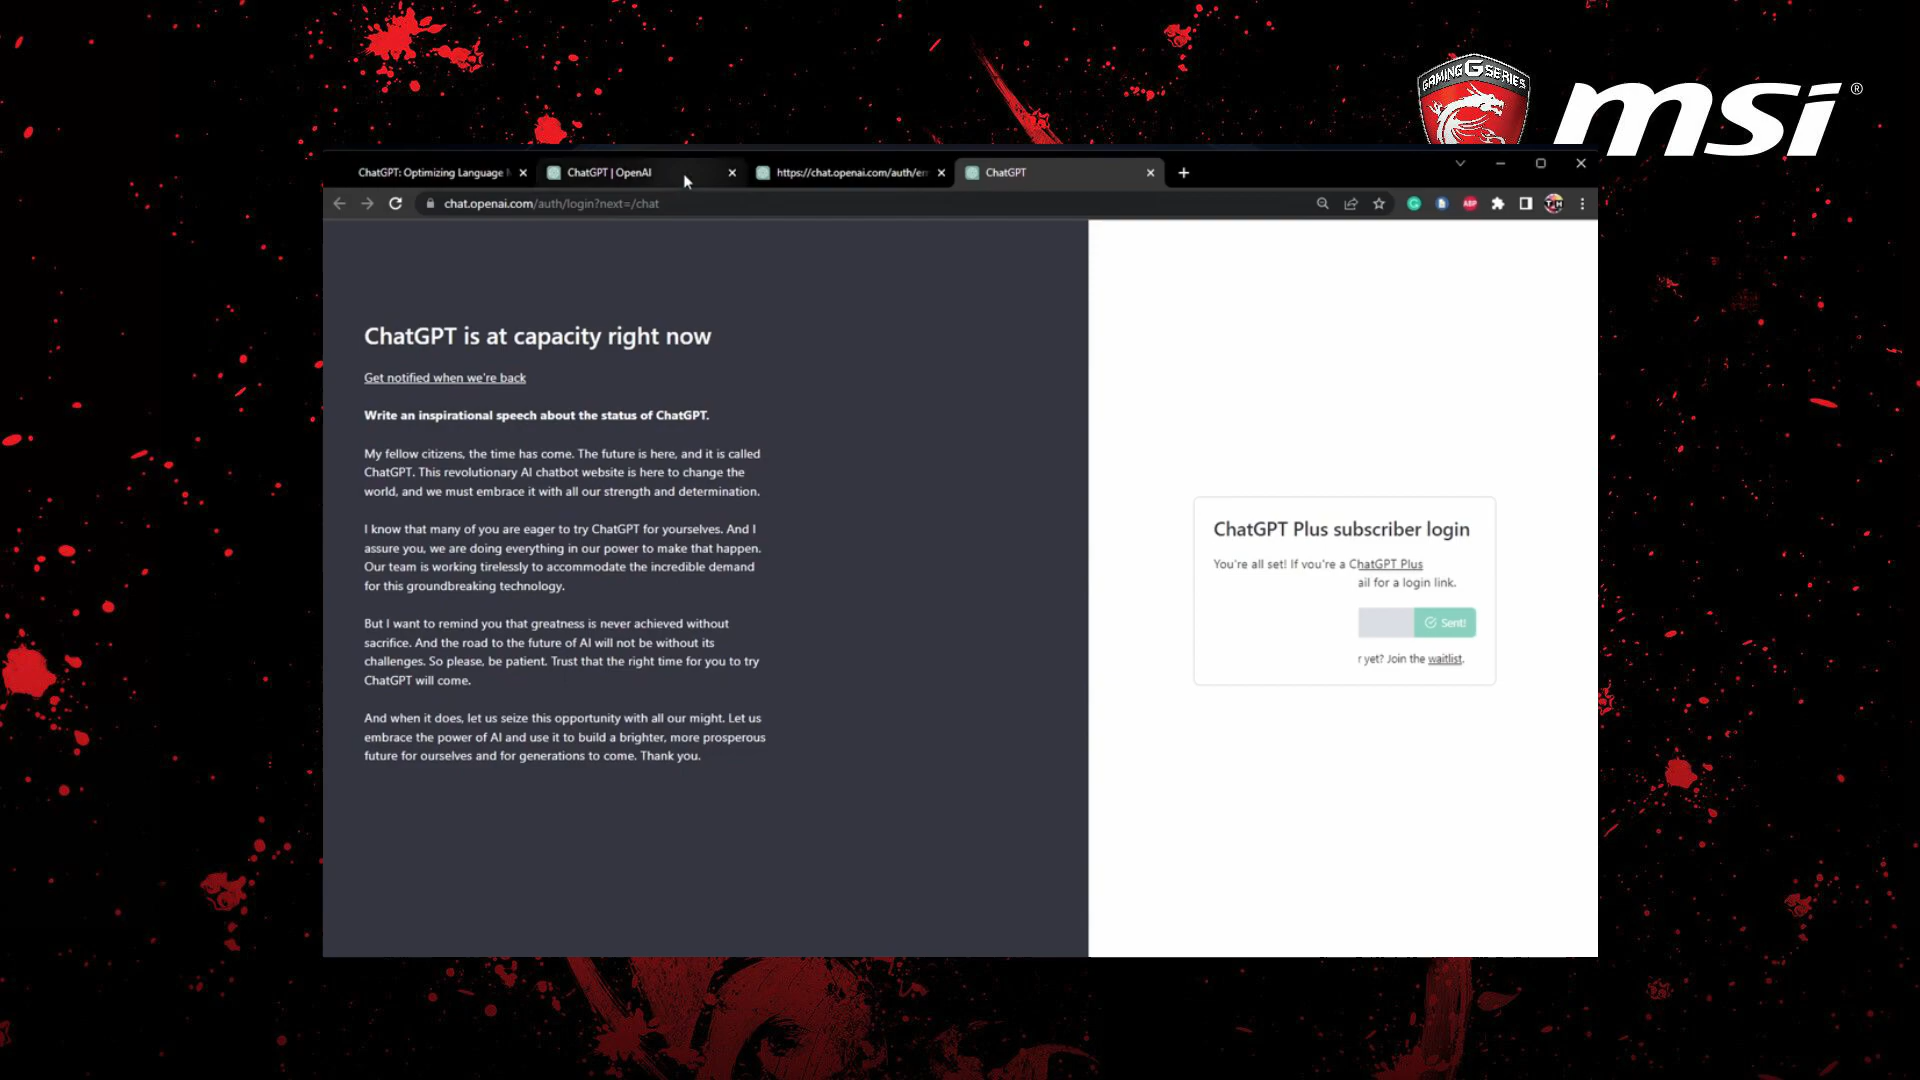 GAMING G SERIES
msi®
ChatGPT: Optimizing Language
ChatGPT | OpenAI
https://chat.openai.com/auth/er
ChatGPT
chat.openai.com/auth/login?next=/chat
ABP
ChatGPT is at capacity right now
Get notified when we're back
Write an inspirational speech about the status of ChatGPT.
My fellow citizens, the time has come. The future is here, and it is called
ChatGPT. This revolutionary AI chatbot website is here to change the
world, and we must embrace it with all our strength and determination.
I know that many of you are eager to try ChatGPT for yourselves. And I
assure you, we are doing everything in our power to make that happen.
Our team is working tirelessly to accommodate the incredible demand
for this groundbreaking technology.
But I want to remind you that greatness is never achieved without
sacrifice. And the road to the future of AI will not be without its
challenges. So please, be patient. Trust that the right time for you to try
ChatGPT will come.
And when it does, let us seize this opportunity with all our might. Let us
embrace the power of AI and use it to build a brighter, more prosperous
future for ourselves and for generations to come. Thank you.
ChatGPT Plus subscriber login
You're all set! If you're a ChatGPT Plus
ail for a login link.
Sent!
r yet? Join the waitlist.